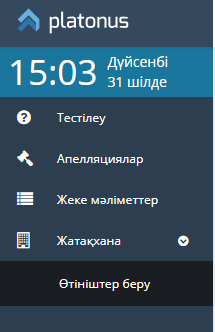 platonus
15:03
Дүйсенбі
31 шілде
Тестілеу
Апелляциялар
Жеке мәліметтер
Жатақхана
Өтініштер беру